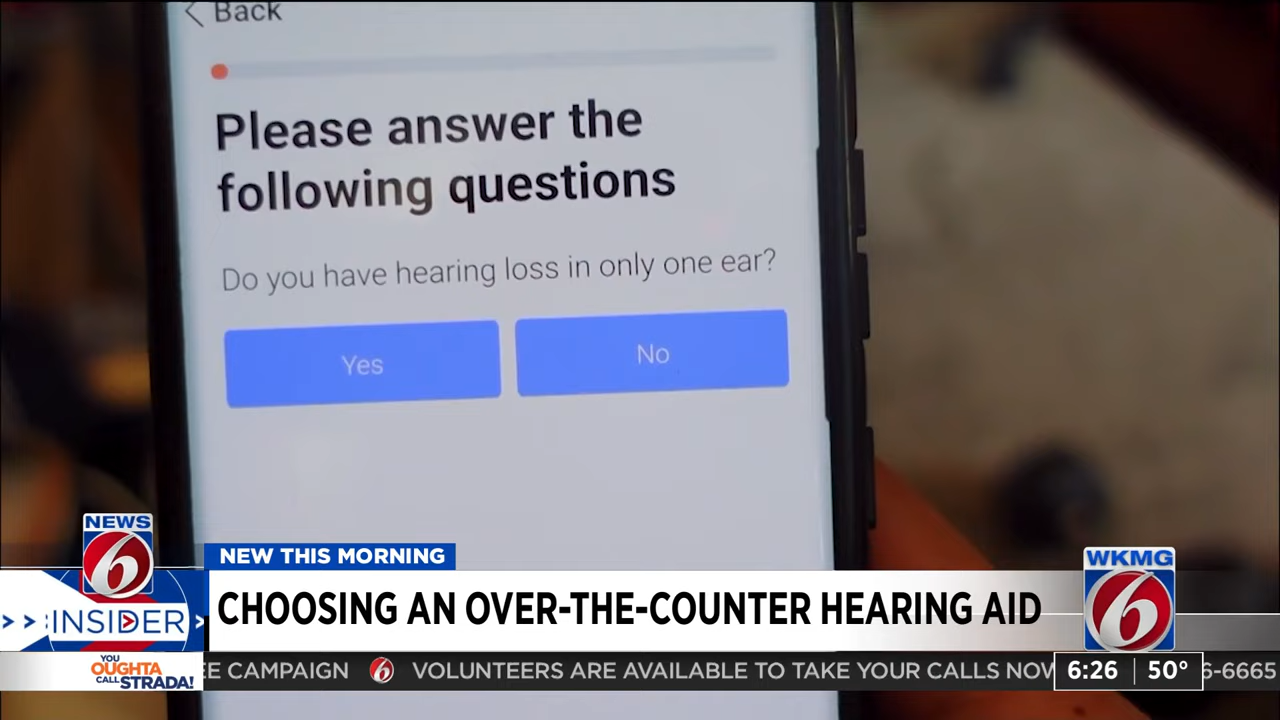 < Back
Please answer the
following questions
Do you have hearing loss in only one ear?
Yes
No
NEWS
6
INSIDER
NEW THIS MORNING
CHOOSING AN OVER-THE-COUNTER HEARING AID
WKMG
6
YOU
OUGHTA
CALL STRADA!
CAMPAIGN 6 VOLUNTEERS ARE AVAILABLE TO TAKE YOUR CALLS
6:26 50°
6-6665